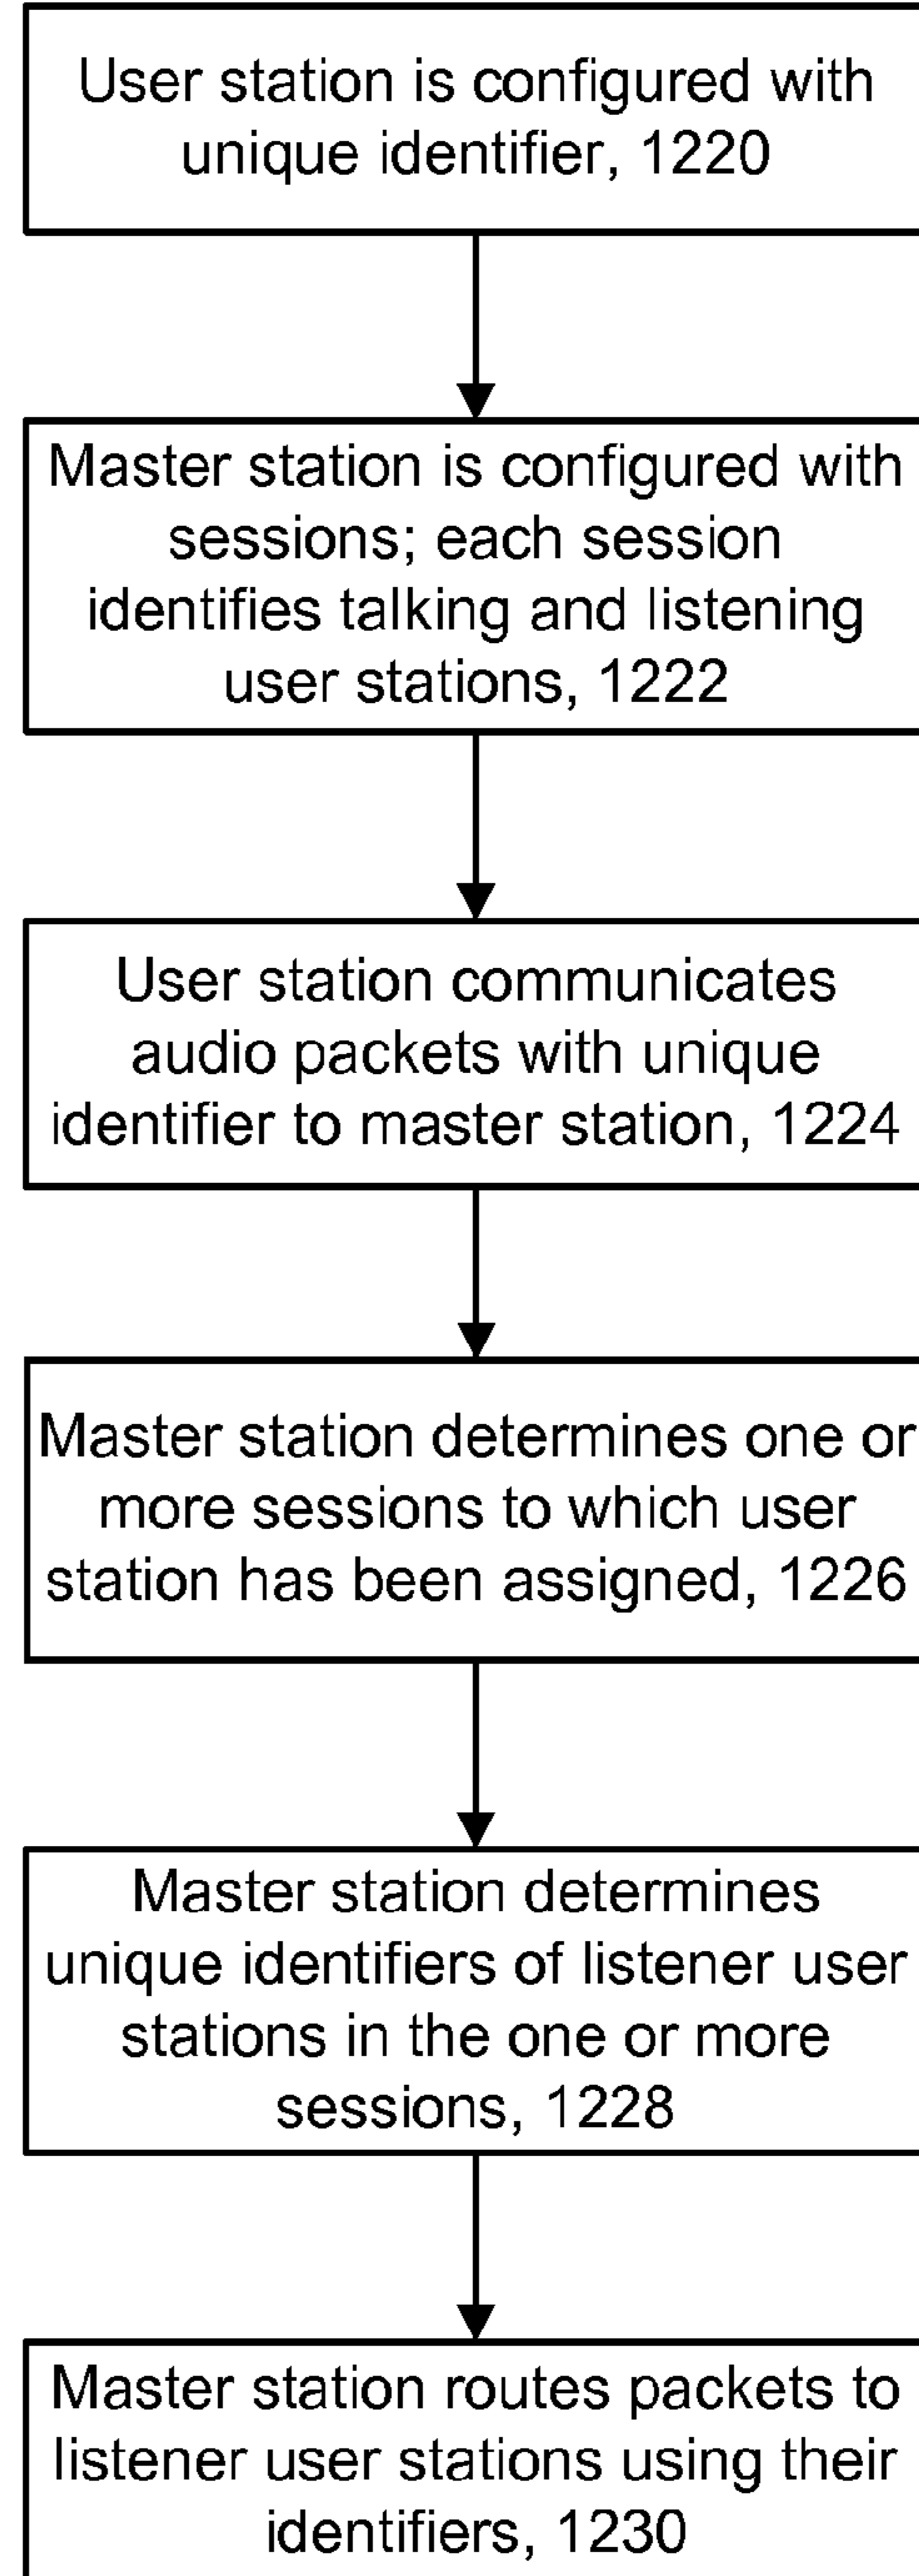 User station is configured with
unique identifier, 1220
Master station is configured with
sessions; each session
identifies talking and listening
user stations, 1222
User station communicates
audio packets with unique
identifier to master station, 1224
Master station determines one or
more sessions to which user
station has been assigned, 1226
Master station determines
unique identifiers of listener user
stations in the one or more
sessions, 1228
Master station routes packets to
listener user stations using their
identifiers, 1230